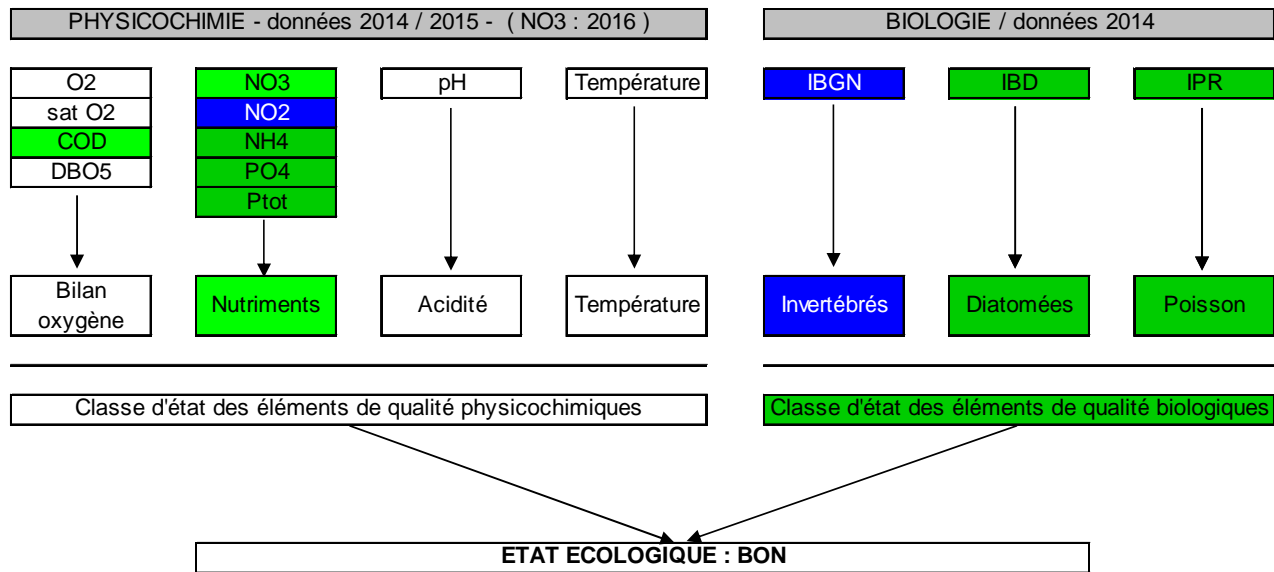 PHYSICOCHIMIE - données 2014 / 2015 - ( NO3 : 2016 )
BIOLOGIE / données 2014
O2
sat O2
COD
DBO5
NO3
NO2
NH4
PO4
Ptot
pH
Température
IBGN
IBD
IPR
Bilan
oxygène
Nutriments
Acidité
Température
Invertébrés
Diatomées
Poisson
Classe d'état des éléments de qualité physicochimiques
Classe d'état des éléments de qualité biologiques
ETAT ECOLOGIQUE : BON